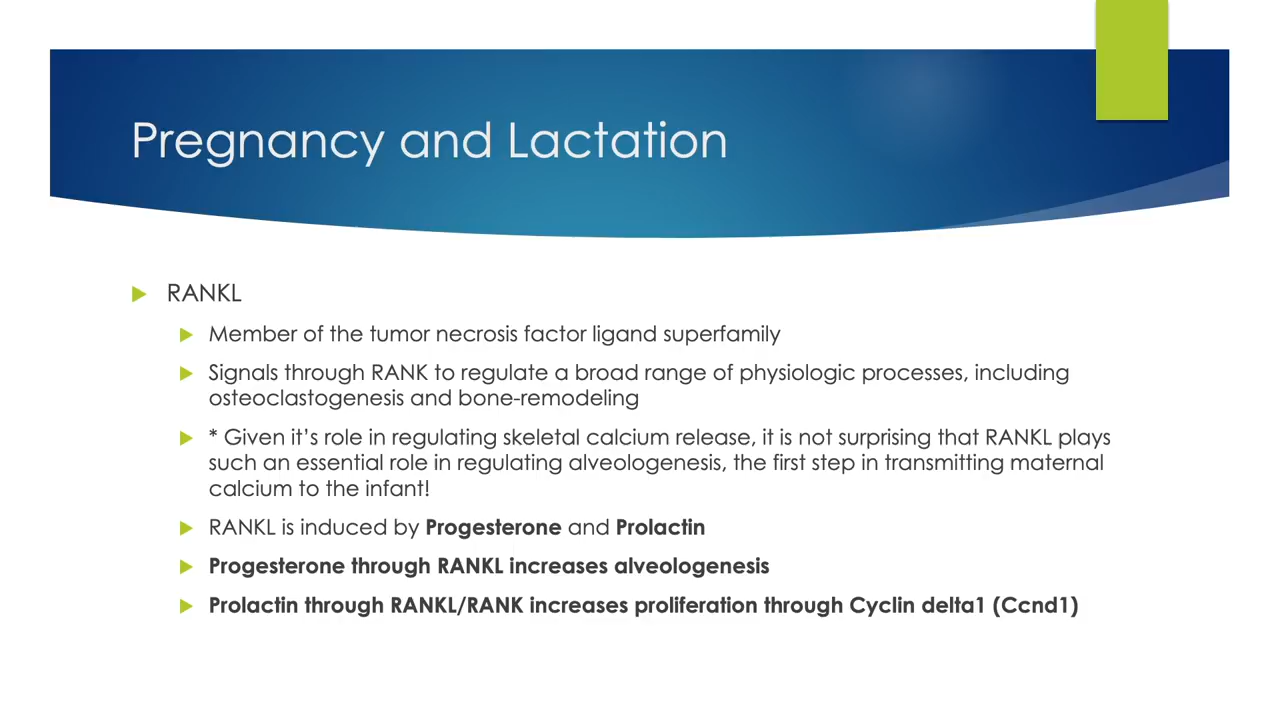 Pregnancy and Lactation
RANKL
Member of the tumor necrosis factor ligand superfamily
Signals through RANK to regulate a broad range of physiologic processes, including
osteoclastogenesis and bone-remodeling
* Given it’s role in regulating skeletal calcium release, it is not surprising that RANKL plays
such an essential role in regulating alveologenesis, the first step in transmitting maternal
calcium to the infant!
RANKL is induced by Progesterone and Prolactin
Progesterone through RANKL increases alveologenesis
Prolactin through RANKL/RANK increases proliferation through Cyclin delta1 (Ccnd1)